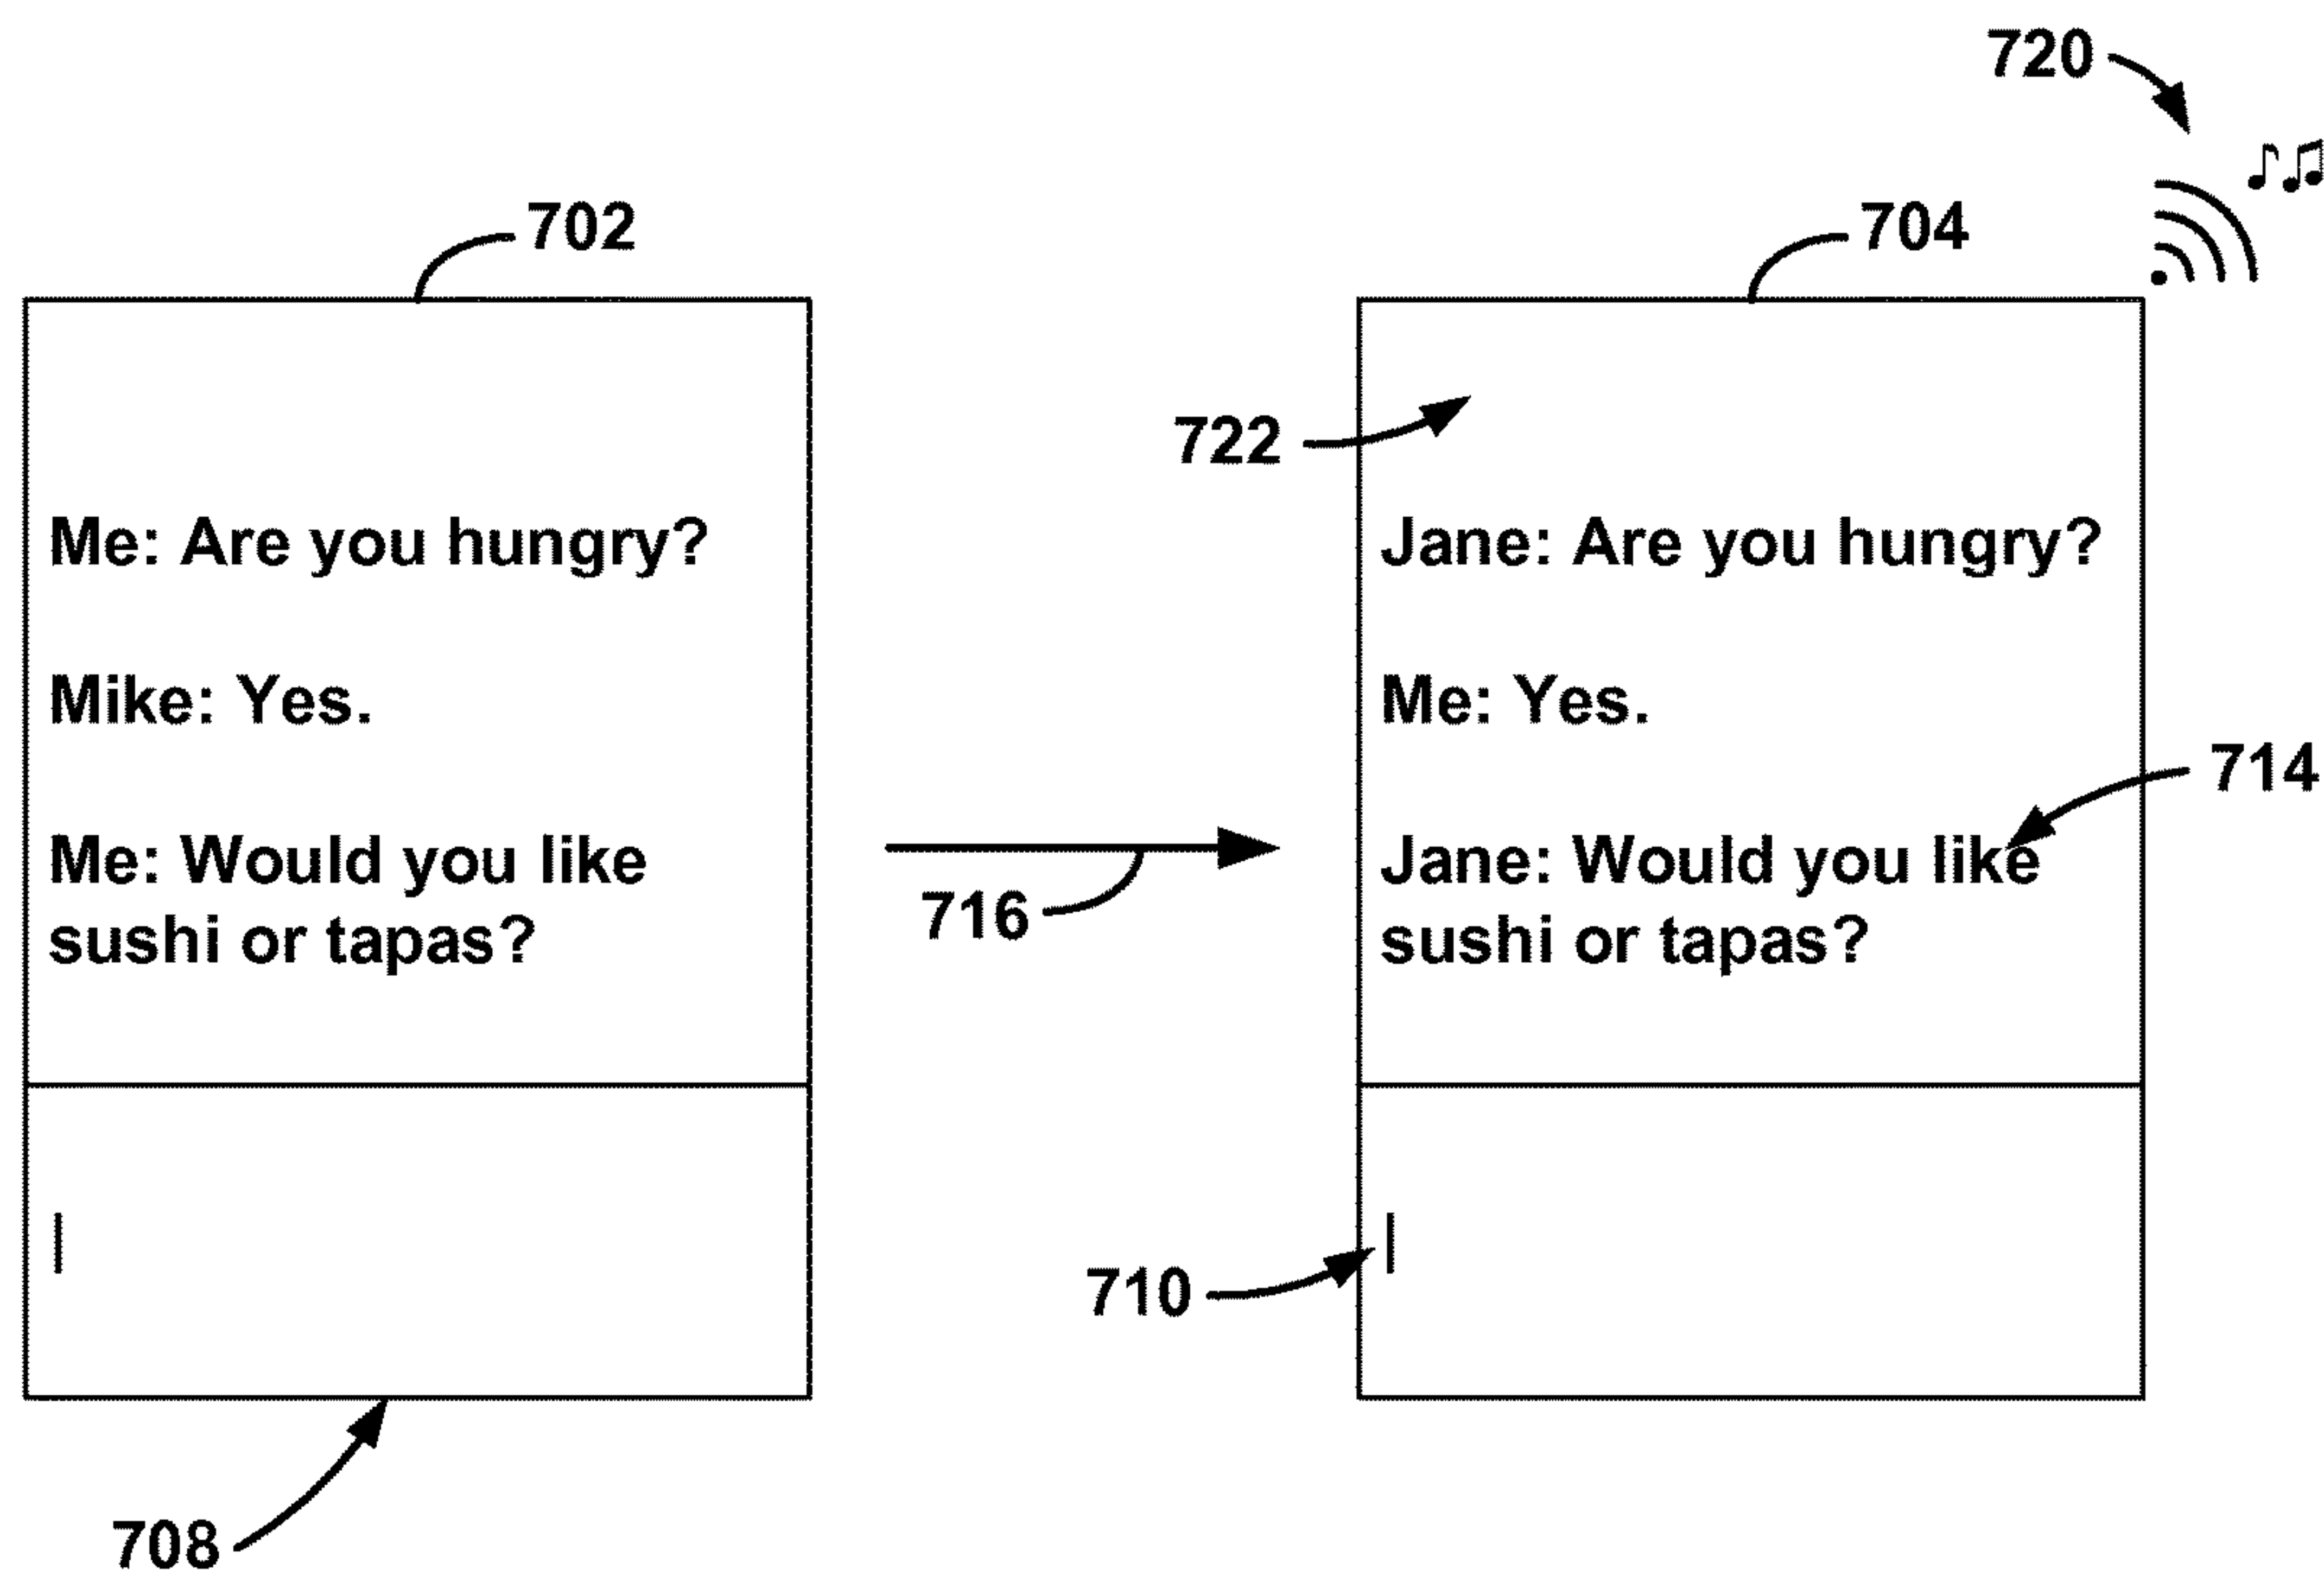 720
702
704
722
Me: Are you hungry?
Jane: Are you hungry?
Mike: Yes.
Me: Yes.
714
Me: Would you like
sushi or tapas?
Jane: Would you like
sushi or tapas?
716
710
708